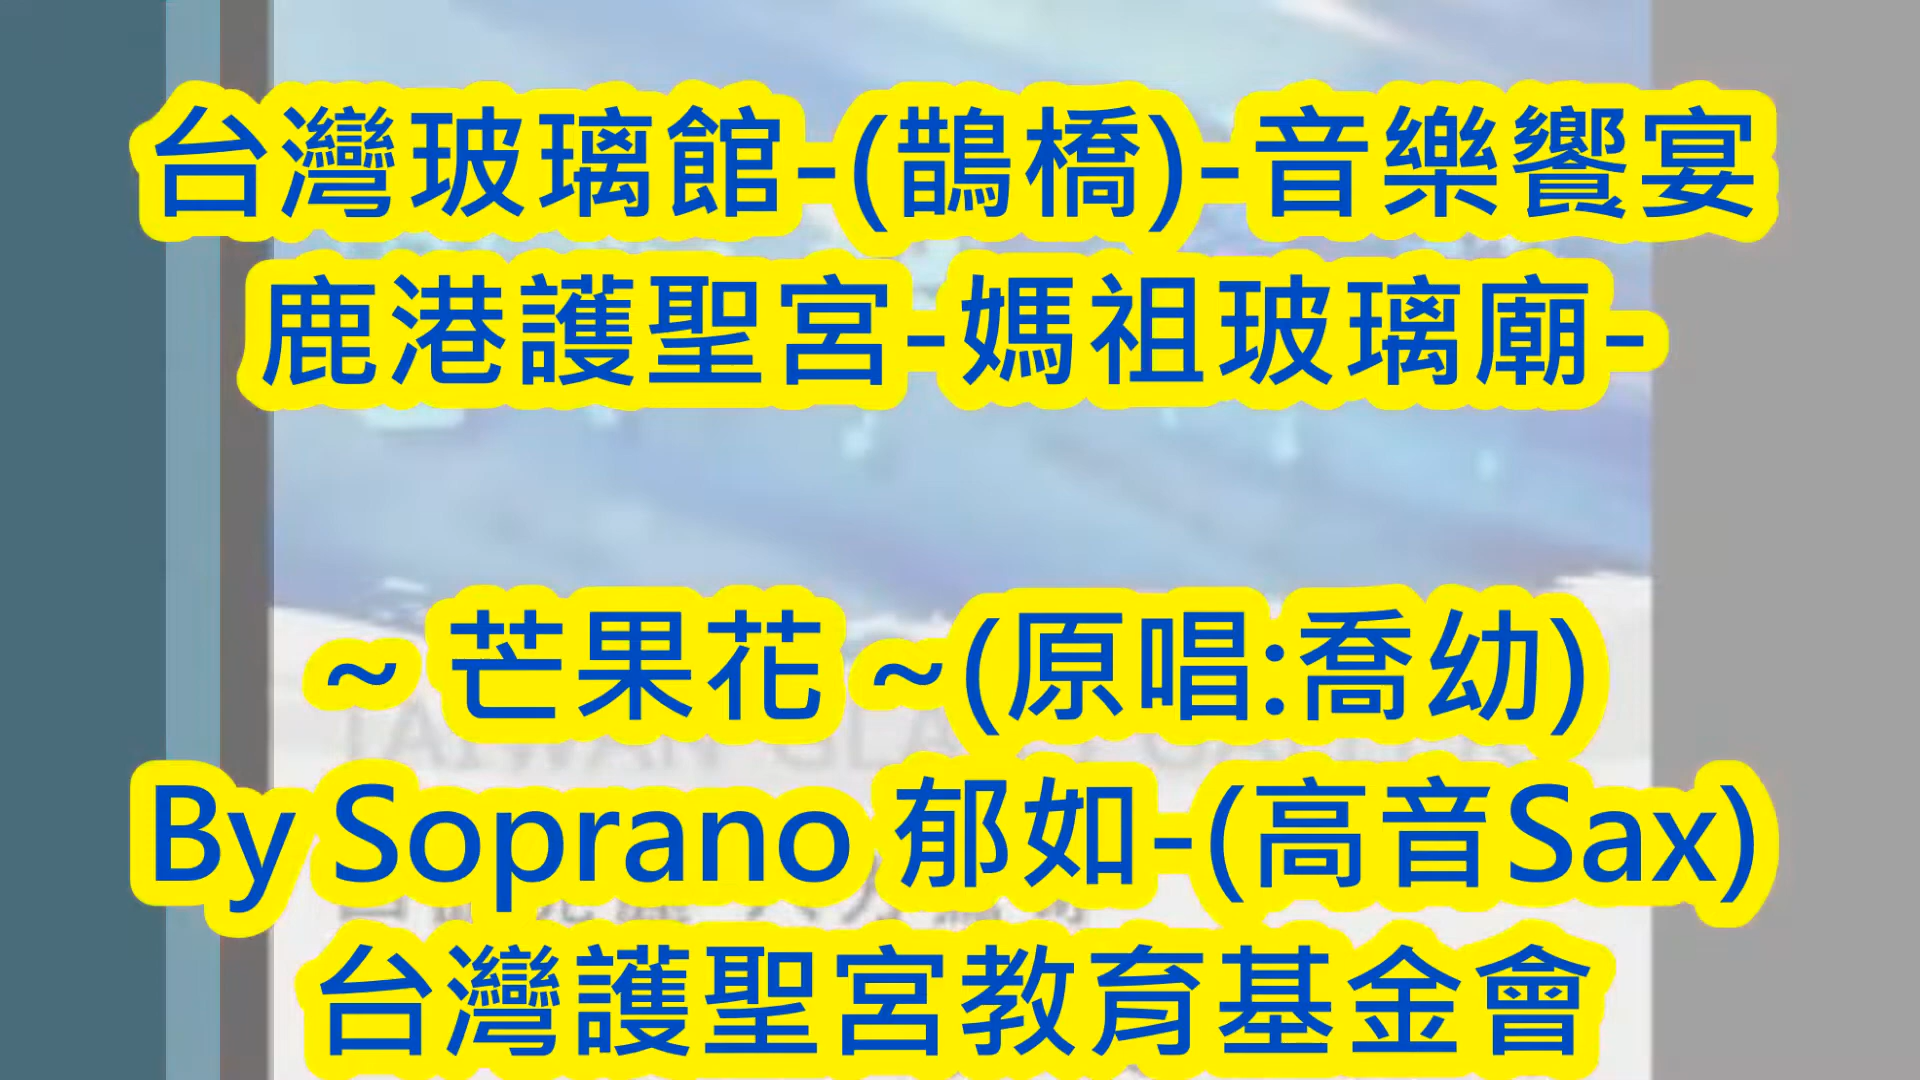 台灣玻璃館-(鵲橋)-音樂饗宴
鹿港護聖宮-媽祖玻璃廟-
~ 芒果花 ~(原唱:喬幼)
By Soprano 郁如-(高音Sax)
台灣護聖宮教育基金會